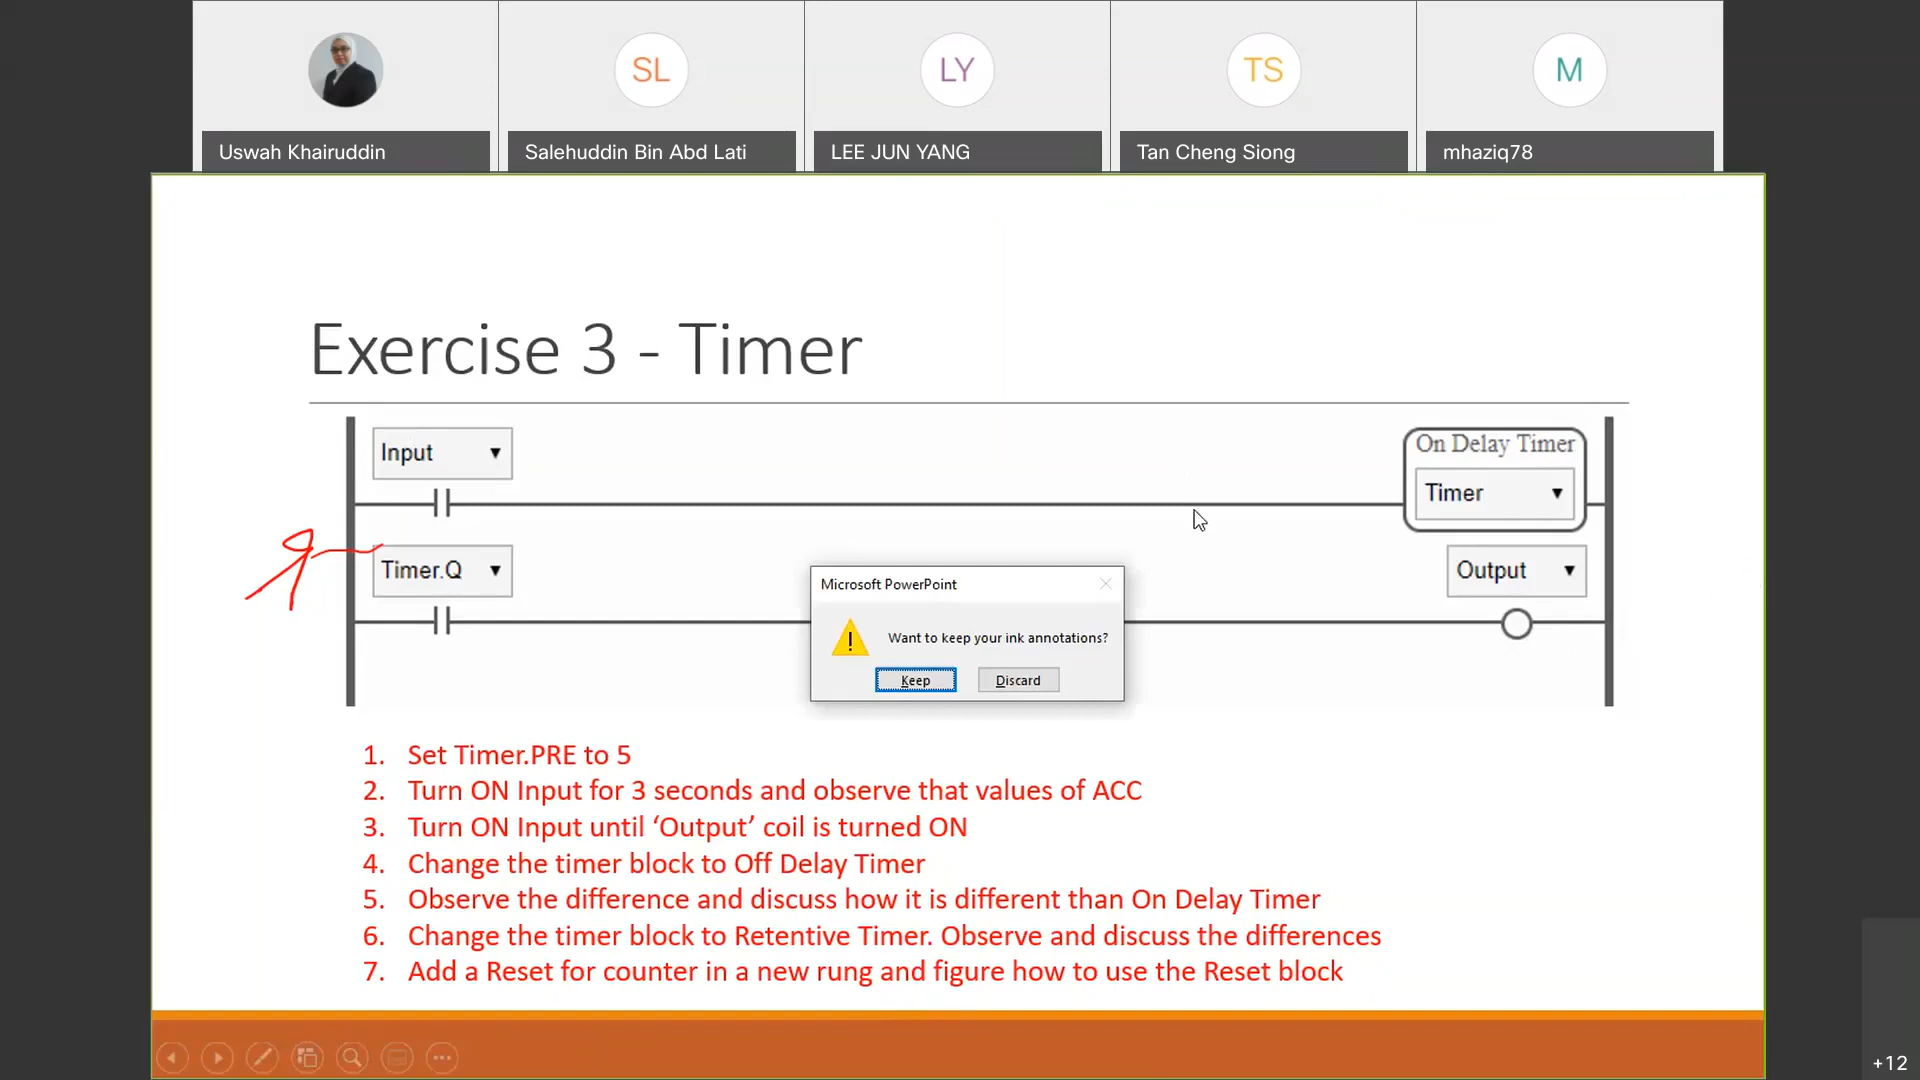 SL
LY
TS
M
Uswah Khairuddin
Salehuddin Bin Abd Lati
LEE JUN YANG
Tan Cheng Siong
mhaziq78
Exercise 3 - Timer
Input
On Delay Timer
Timer
Timer.Q
Output
Microsoft PowerPoint
Want to keep your ink annotations?
Keep
Discard
1. Set Timer.PRE to 5
2. Turn ON Input for 3 seconds and observe that values of ACC
3. Turn ON Input until ‘Output’ coil is turned ON
4. Change the timer block to Off Delay Timer
5. Observe the difference and discuss how it is different than On Delay Timer
6. Change the timer block to Retentive Timer. Observe and discuss the differences
7. Add a Reset for counter in a new rung and figure how to use the Reset block
+12